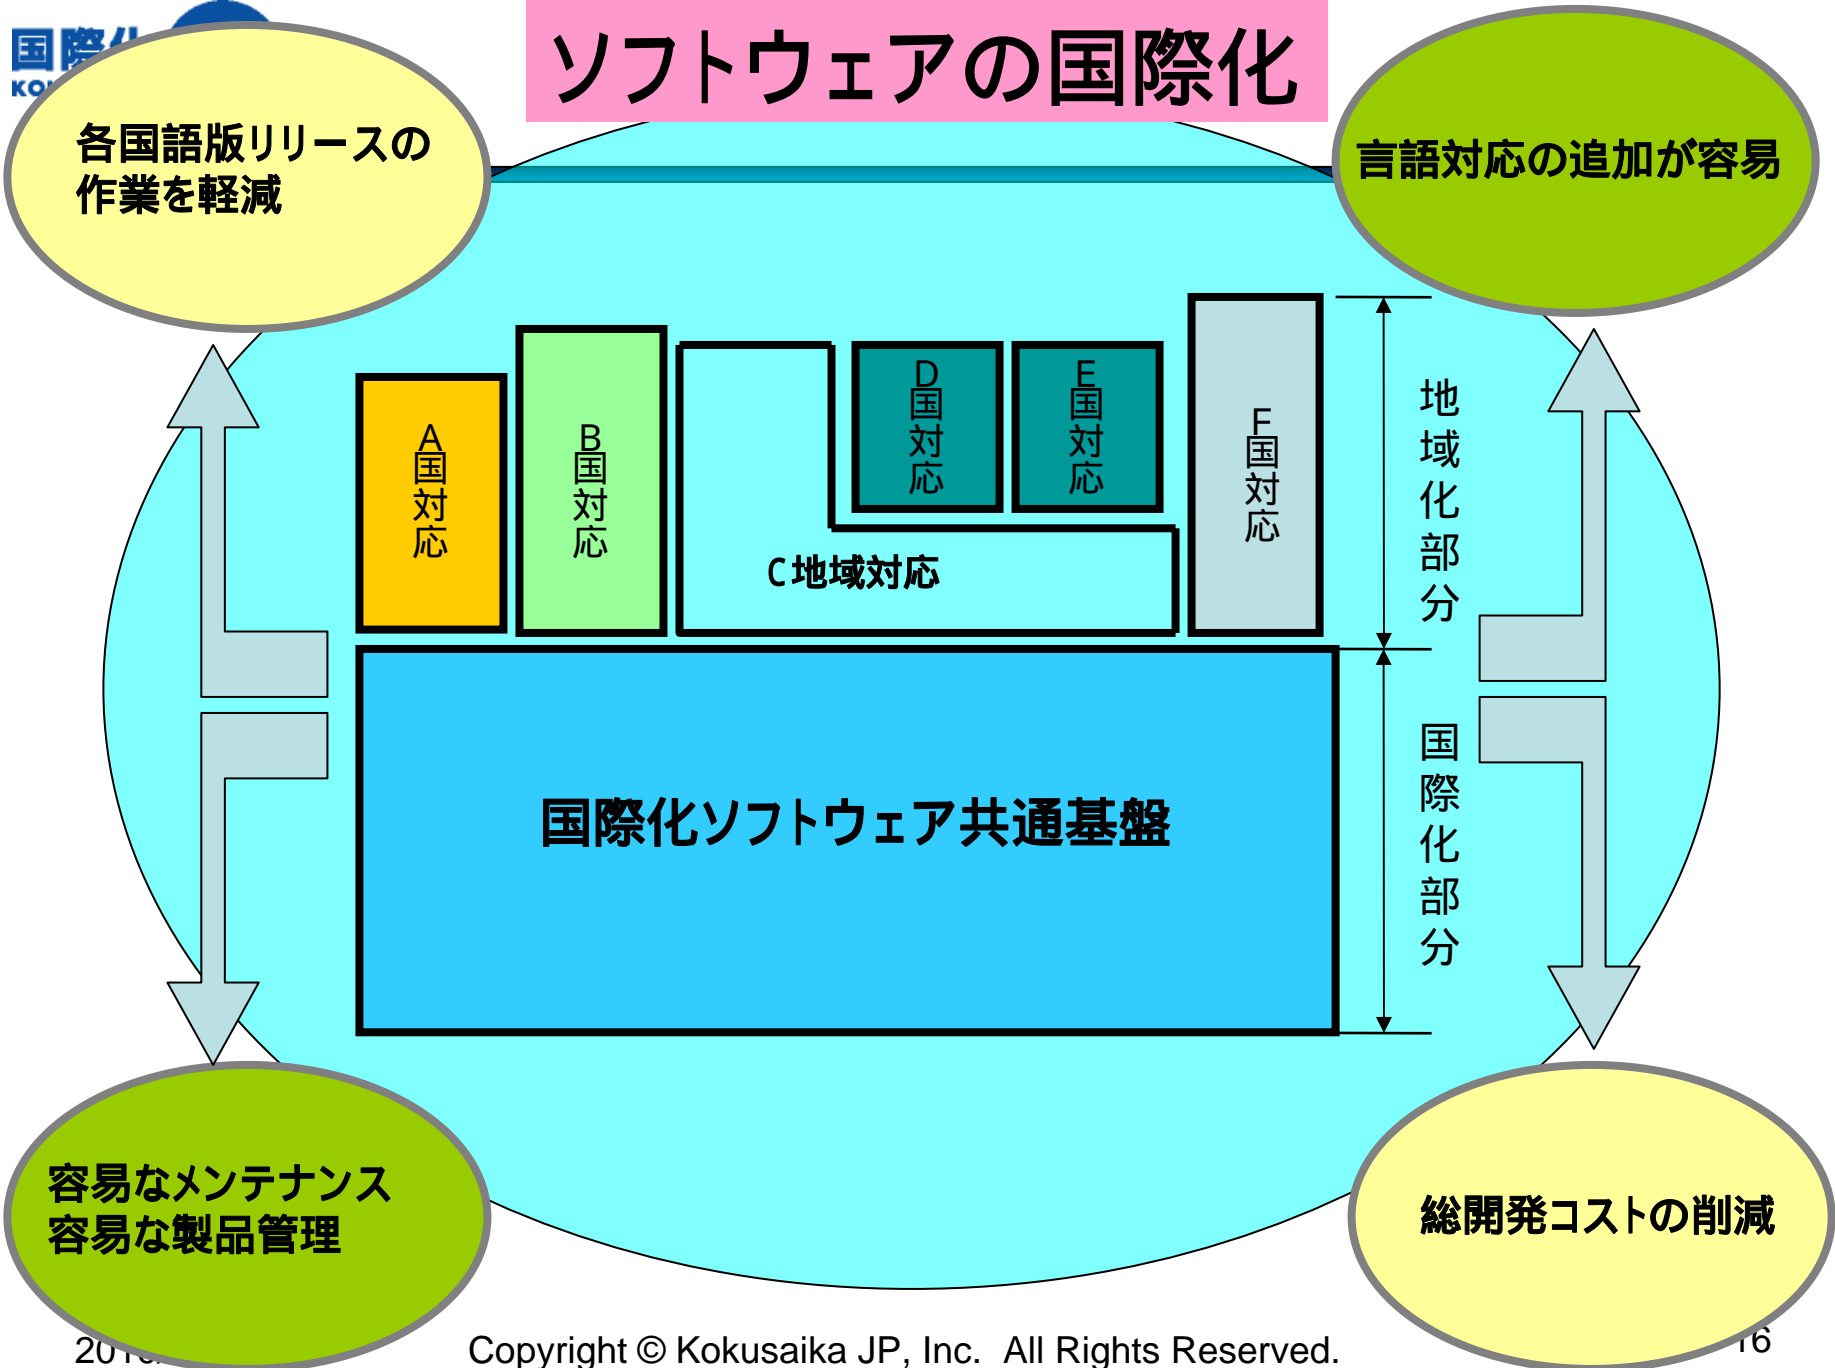 ソフトウェアの国際化
各国語版リリースの
作業を軽減
言語対応の追加が容易
A国対応
B国対応
C地域対応
D国対応
E国対応
F国対応
地域化部分
国際化ソフトウェア共通基盤
国際化部分
容易なメンテナンス
容易な製品管理
総開発コストの削減
Copyright © Kokusaika JP, Inc. All Rights Reserved.
16